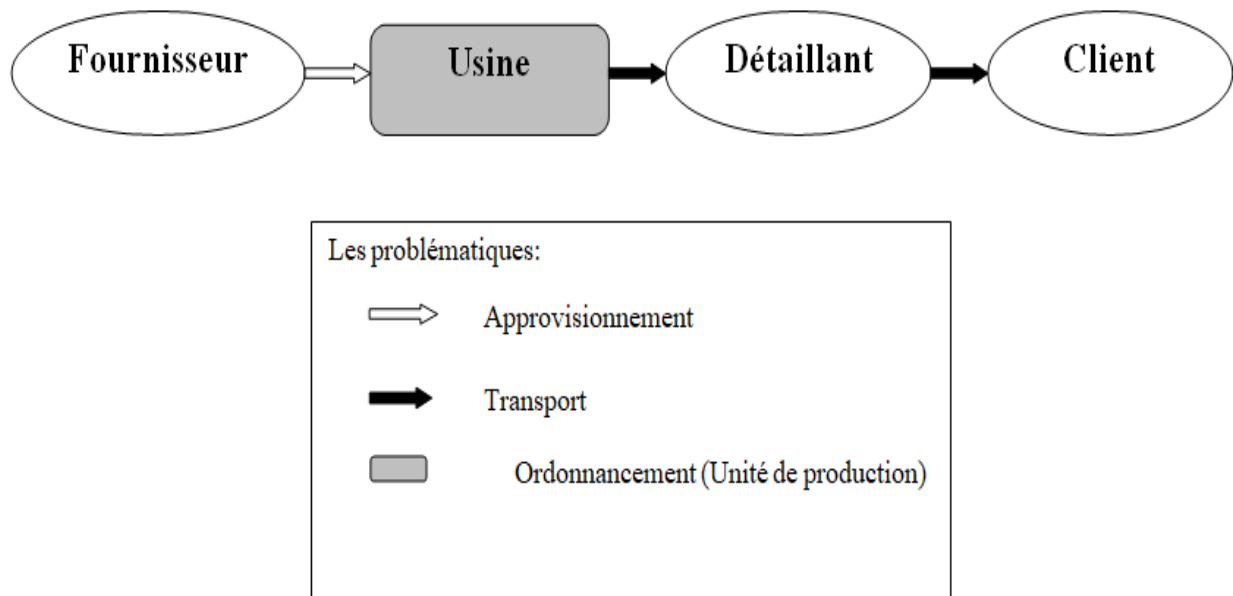 Fournisseur
Usine
Détaillant
Client
Les problématiques:
Approvisionnement
Transport
Ordonnancement (Unité de production)